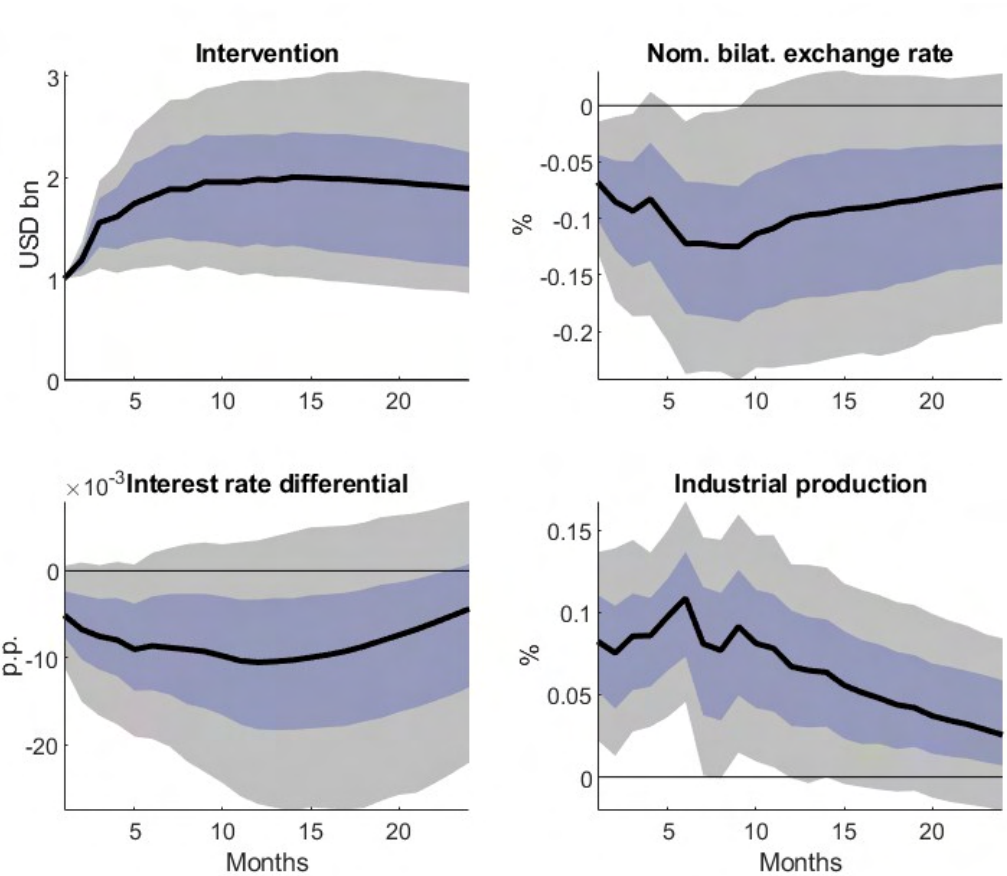 Intervention
3
2
1
0
USD bn
5 10 15 20
Nom. bilat. exchange rate
0
-0.05
-0.1
-0.15
-0.2
%
5 10 15 20
×10-3 Interest rate differential
0
-10
-20
p.p.
5 10 15 20
Months
Industrial production
0.15
0.1
0.05
0
%
5 10 15 20
Months